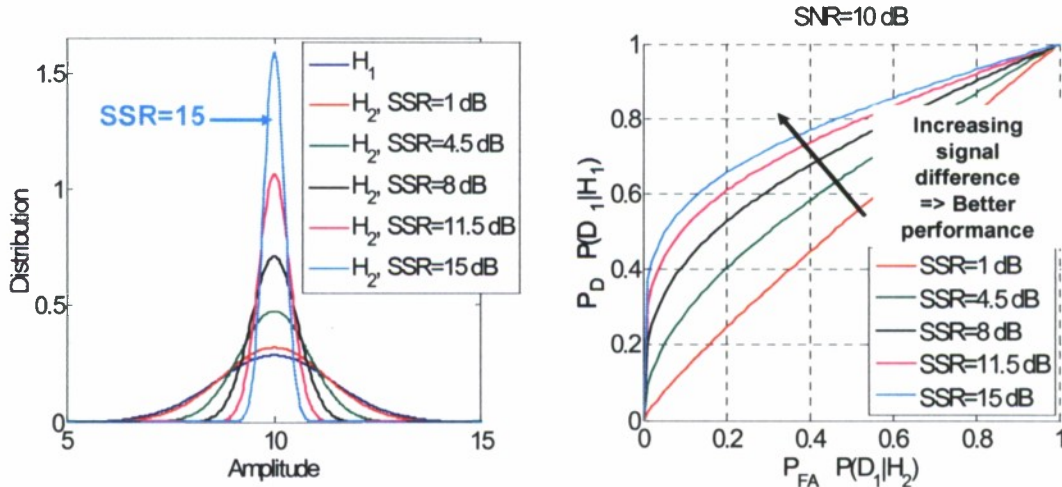 1.5
1
0.5
0
5
10
15
Distribution
Amplitude
SSR=15
H1
H2, SSR=1 dB
H2, SSR=4.5 dB
H2, SSR=8 dB
H2, SSR=11.5 dB
H2, SSR=15 dB
SNR=10 dB
1
0.8
0.6
0.4
0.2
0
0
0.2
0.4
0.6
0.8
1
PD P(D1|H1)
PFA P(D1|H2)
Increasing
signal
difference
=> Better
performance
SSR=1 dB
SSR=4.5 dB
SSR=8 dB
SSR=11.5 dB
SSR=15 dB